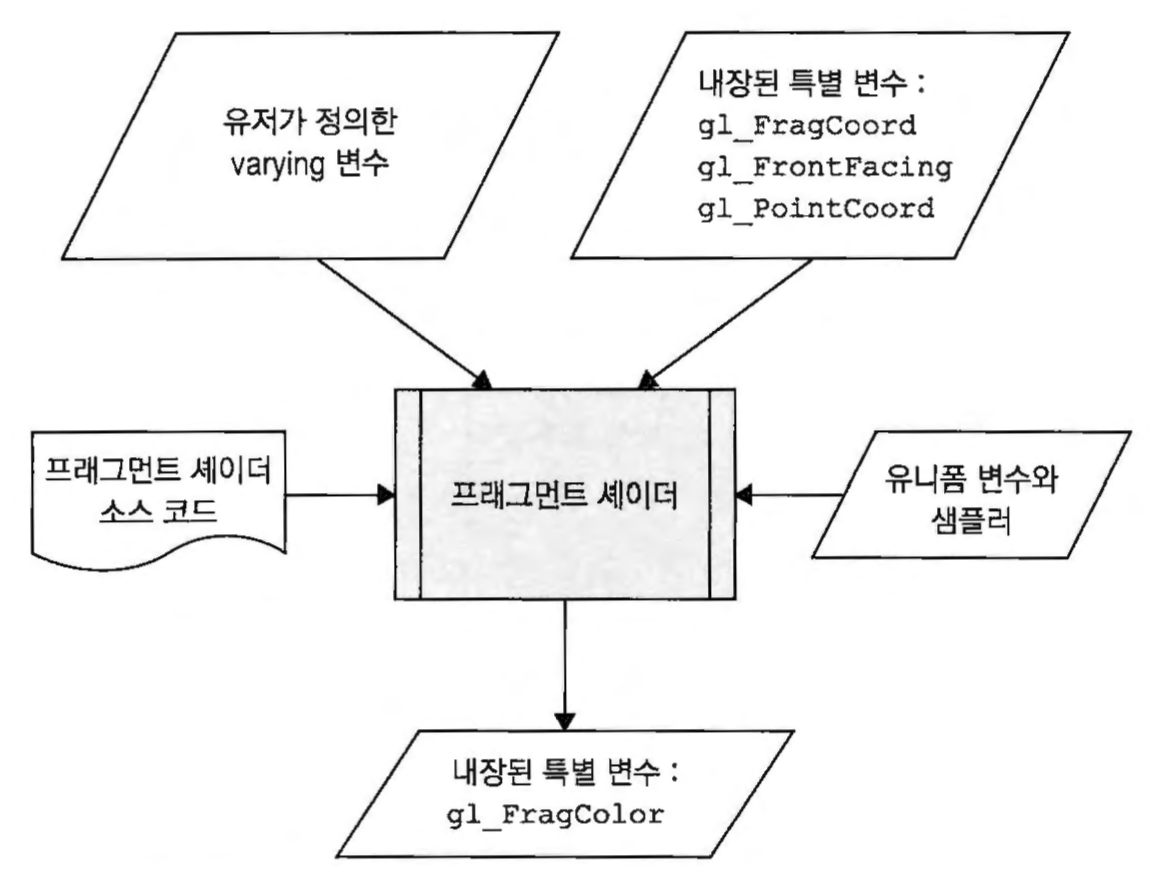 유저가 정의한
varying 변수
내장된 특별 변수 :
gl_FragCoord
gl_FrontFacing
gl_PointCoord
프래그먼트 셰이더
소스 코드
프래그먼트 셰이더
유니폼 변수와
샘플러
내장된 특별 변수 :
gl_FragColor